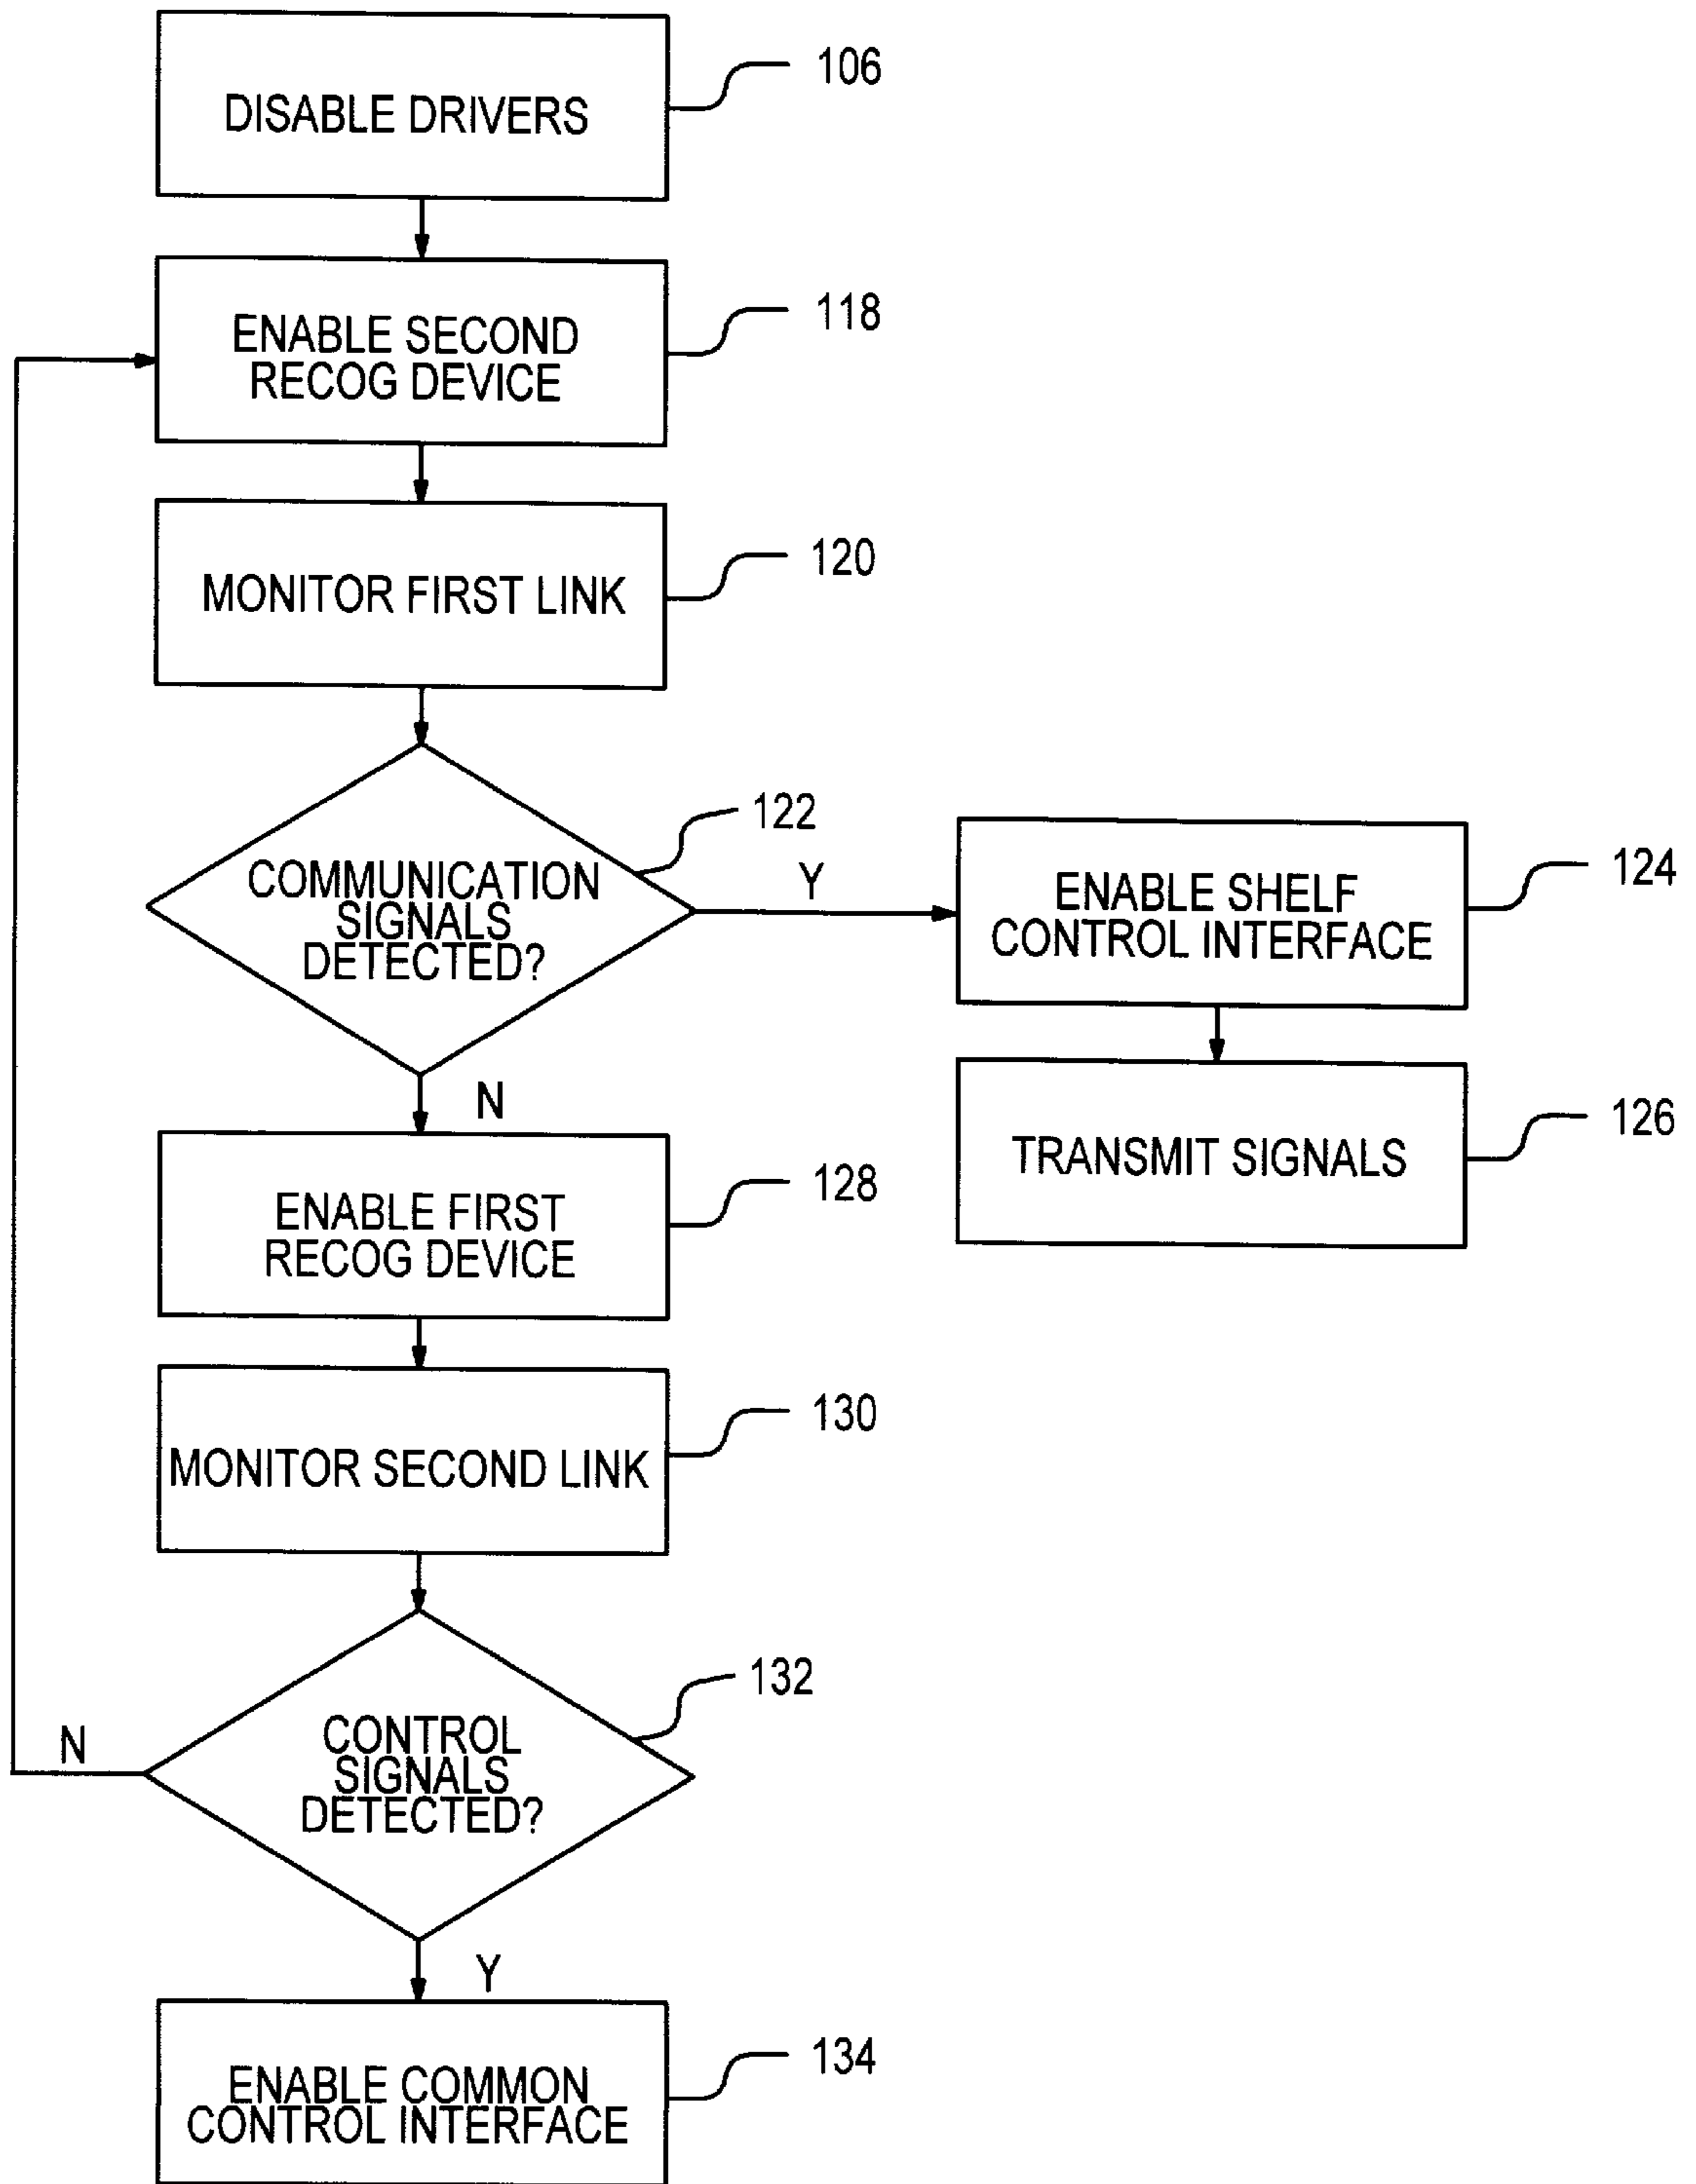 106
DISABLE DRIVERS
118
ENABLE SECOND
RECOG DEVICE
120
MONITOR FIRST LINK
122
COMMUNICATION
SIGNALS
DETECTED?
Y
124
ENABLE SHELF
CONTROL INTERFACE
N
126
TRANSMIT SIGNALS
128
ENABLE FIRST
RECOG DEVICE
130
MONITOR SECOND LINK
132
CONTROL
SIGNALS
DETECTED?
N
Y
134
ENABLE COMMON
CONTROL INTERFACE